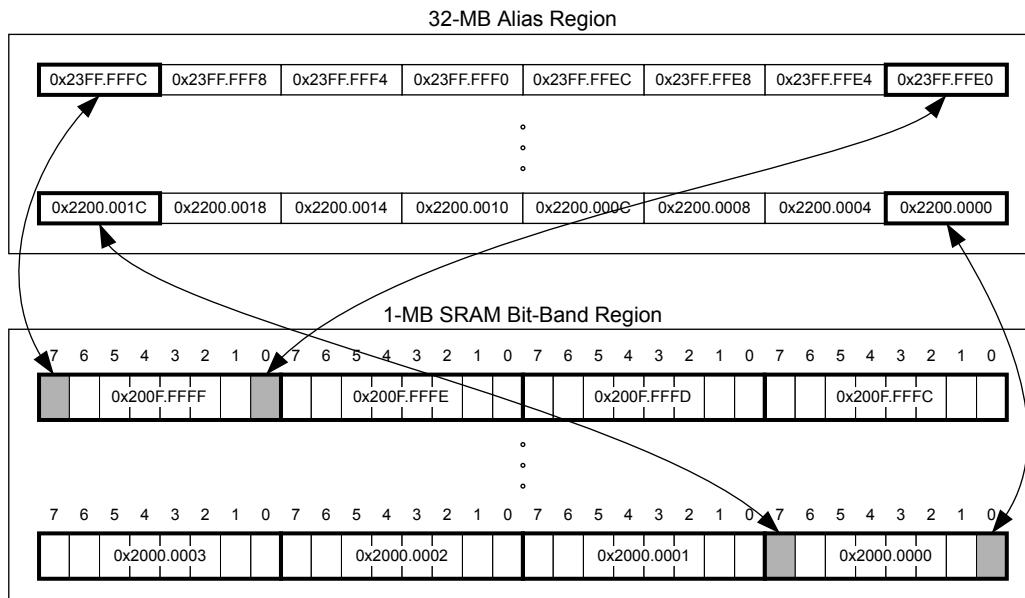 32-MB Alias Region
0x23FF.FFFC 0x23FF.FFF8 0x23FF.FFF4 0x23FF.FFF0 0x23FF.FFEC 0x23FF.FFE8 0x23FF.FFE4 0x23FF.FFE0
0x2200.001C 0x2200.0018 0x2200.0014 0x2200.0010 0x2200.000C 0x2200.0008 0x2200.0004 0x2200.0000
1-MB SRAM Bit-Band Region
7 6 5 4 3 2 1 0 7 6 5 4 3 2 1 0 7 6 5 4 3 2 1 0 7 6 5 4 3 2 1 0
0x200F.FFFF 0x200F.FFFE 0x200F.FFFD 0x200F.FFFC
7 6 5 4 3 2 1 0 7 6 5 4 3 2 1 0 7 6 5 4 3 2 1 0 7 6 5 4 3 2 1 0
0x2000.0003 0x2000.0002 0x2000.0001 0x2000.0000